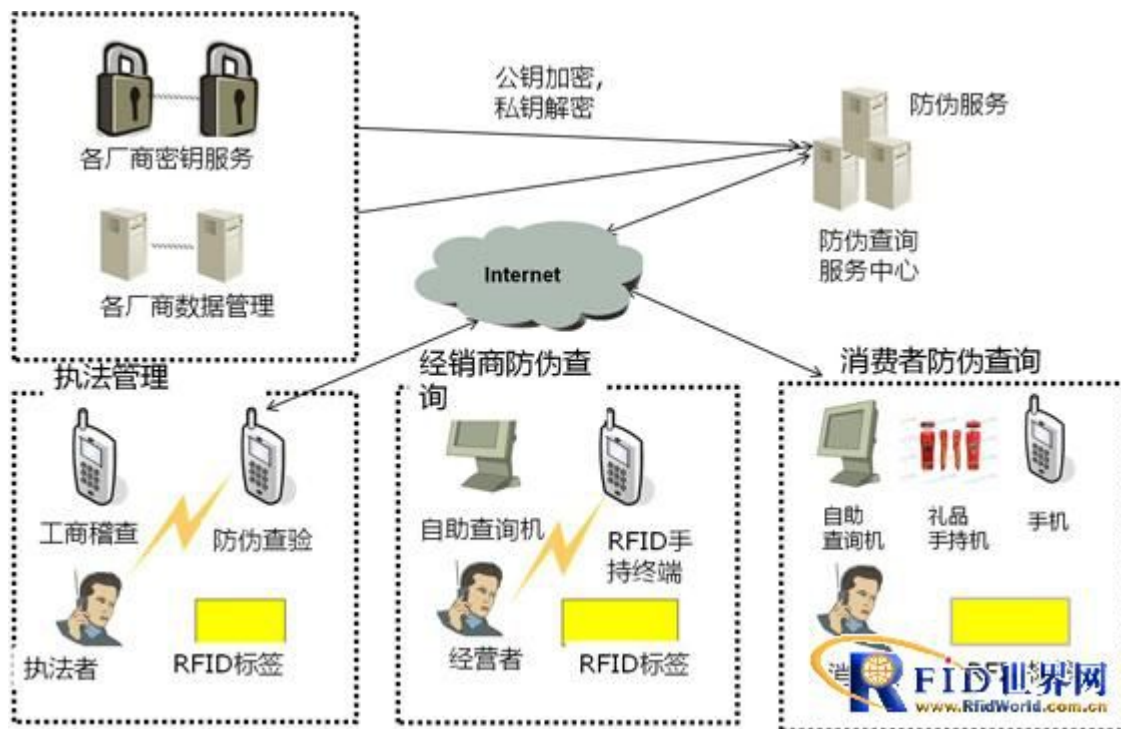 公钥加密，
私钥解密
防伪服务
各厂商密钥服务
防伪查询
服务中心
Internet
各厂商数据管理
执法管理
经销商防伪查
询
消费者防伪查询
工商稽查
防伪查验
自助查询机
RFID手
持终端
自助
查询机
礼品
手持机
手机
执法者
RFID标签
经营者
RFID标签
消
RFID世界网
www.RfidWorld.com.cn